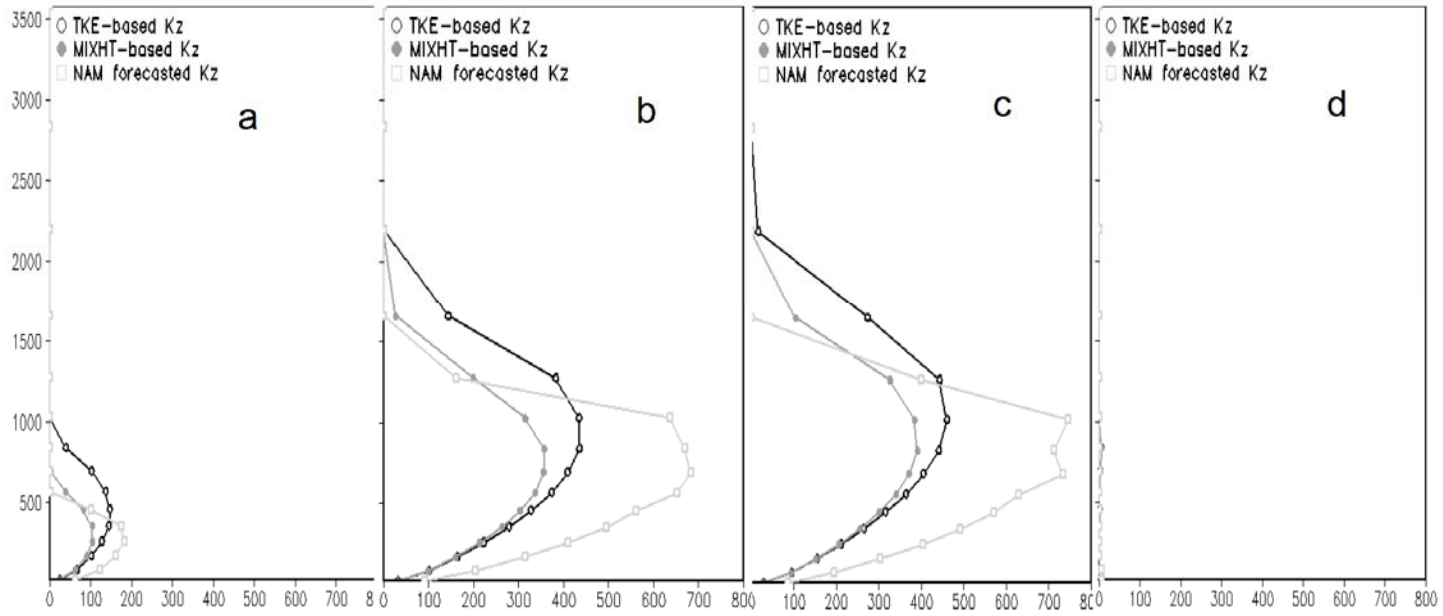 3500
3000
2500
2000
1500
1000
500
TKE-based Kz
MIXHT-based Kz
NAM forecasted Kz
a
TKE-based Kz
MIXHT-based Kz
NAM forecasted Kz
b
TKE-based Kz
MIXHT-based Kz
NAM forecasted Kz
c
TKE-based Kz
MIXHT-based Kz
NAM forecasted Kz
d
0 100 200 300 400 500 600 700
0 100 200 300 400 500 600 700 800
100 200 300 400 500 600 700
0 100 200 300 400 500 600 700 800